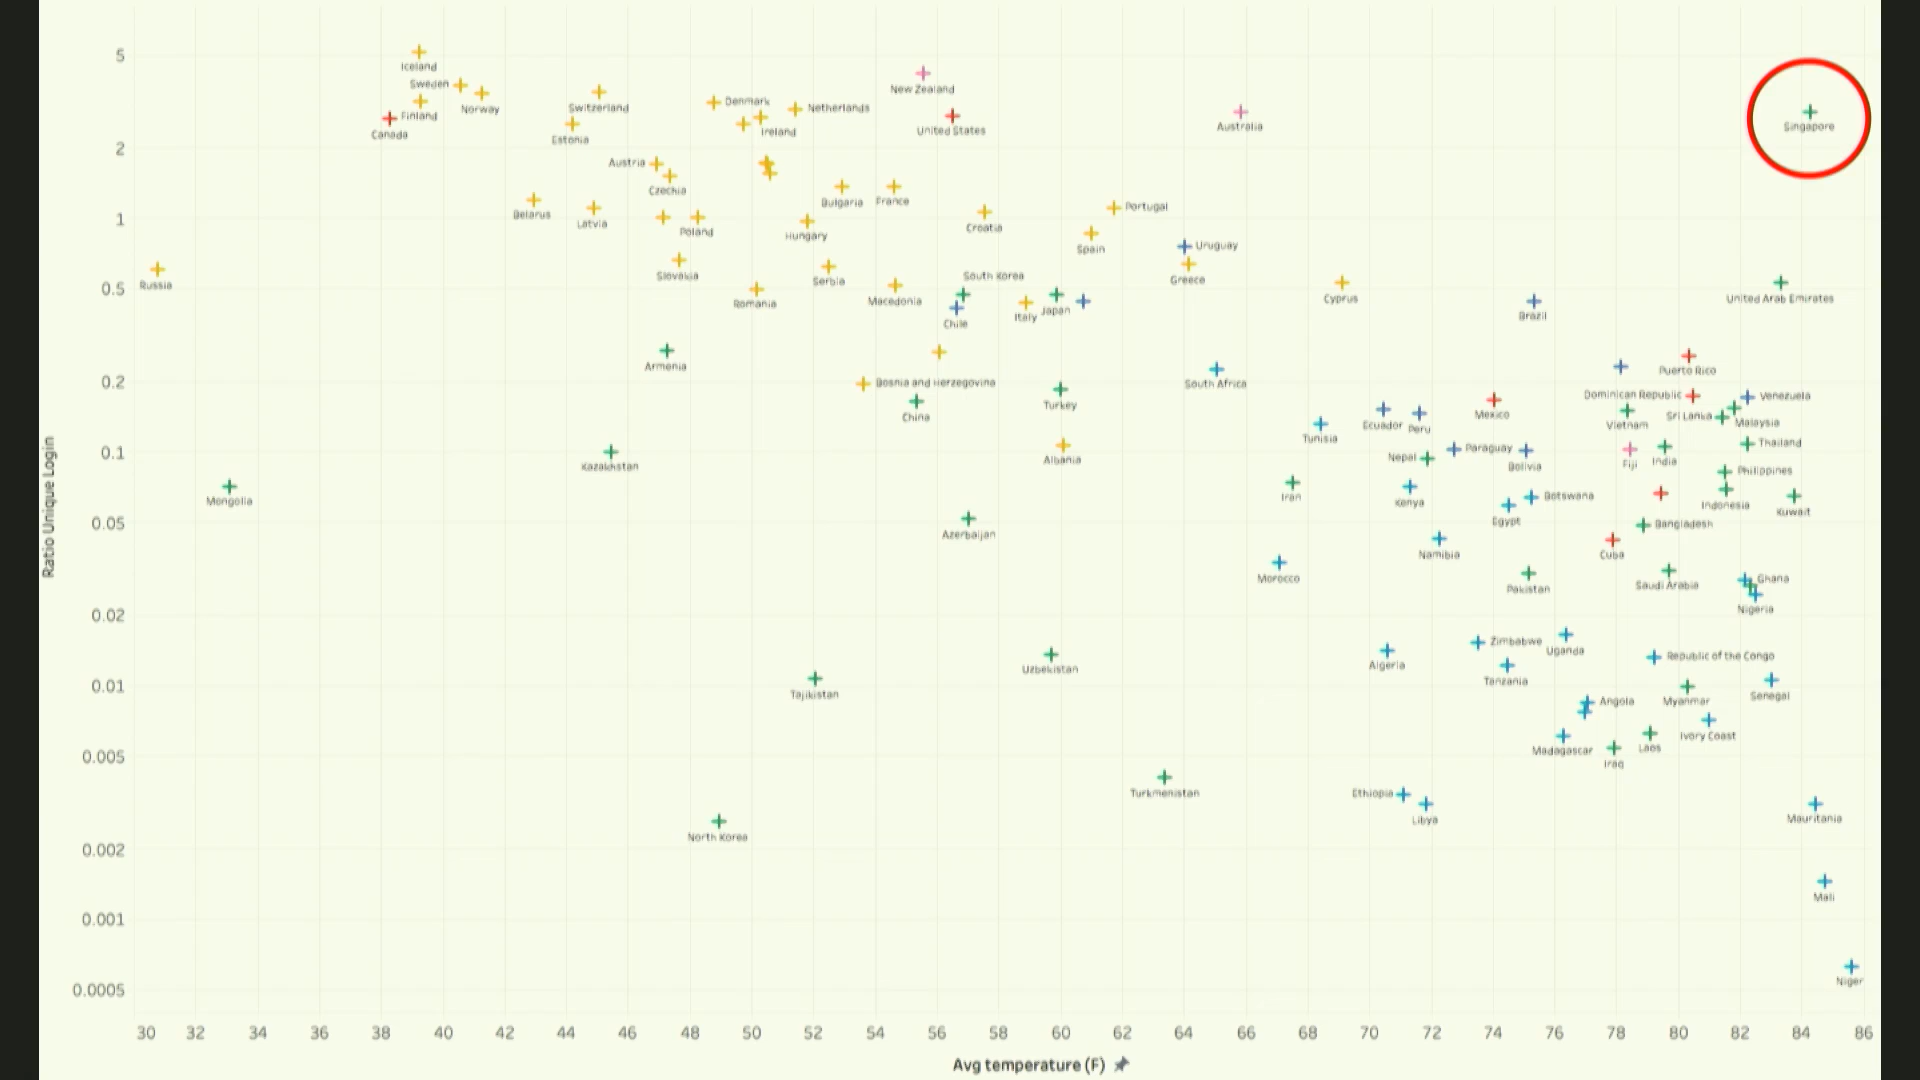 5
Iceland
Sweden
Finland
Norway
Canada
Switzerland
Estonia
Denmark
Netherlands
Ireland
New Zealand
United States
Australia
Singapore
2
Austria
Czechia
Bulgaria
France
Belarus
Latvia
Poland
Hungary
Croatia
Portugal
Spain
Uruguay
Greece
1
Russia
Slovakia
Romania
Serbia
Macedonia
South Korea
Chile
Italy
Japan
Cyprus
Brazil
United Arab Emirates
0.5
Armenia
Bosnia and Herzegovina
China
Turkey
South Africa
Puerto Rico
0.2
Dominican Republic
Venezuela
Mexico
Ecuador
Peru
Vietnam
Sri Lanka
Malaysia
Tunisia
Albania
Kazakhstan
Nepal
Paraguay
Bolivia
Fiji
India
Thailand
0.1
Philippines
Mongolia
Iran
Kenya
Egypt
Botswana
Indonesia
Kuwait
0.05
Azerbaijan
Bangladesh
Namibia
Cuba
Morocco
Pakistan
Saudi Arabia
Ghana
Nigeria
0.02
Uzbekistan
Algeria
Zimbabwe
Uganda
Tanzania
Republic of the Congo
Tajikistan
Senegal
0.01
Angola
Myanmar
Madagascar
Iraq
Laos
Ivory Coast
0.005
Turkmenistan
Ethiopia
Libya
Mauritania
North Korea
0.002
Mali
0.001
Niger
0.0005
Ratio Unique Login
30 32 34 36 38 40 42 44 46 48 50 52 54 56 58 60 62 64 66 68 70 72 74 76 78 80 82 84 86
Avg temperature (F)